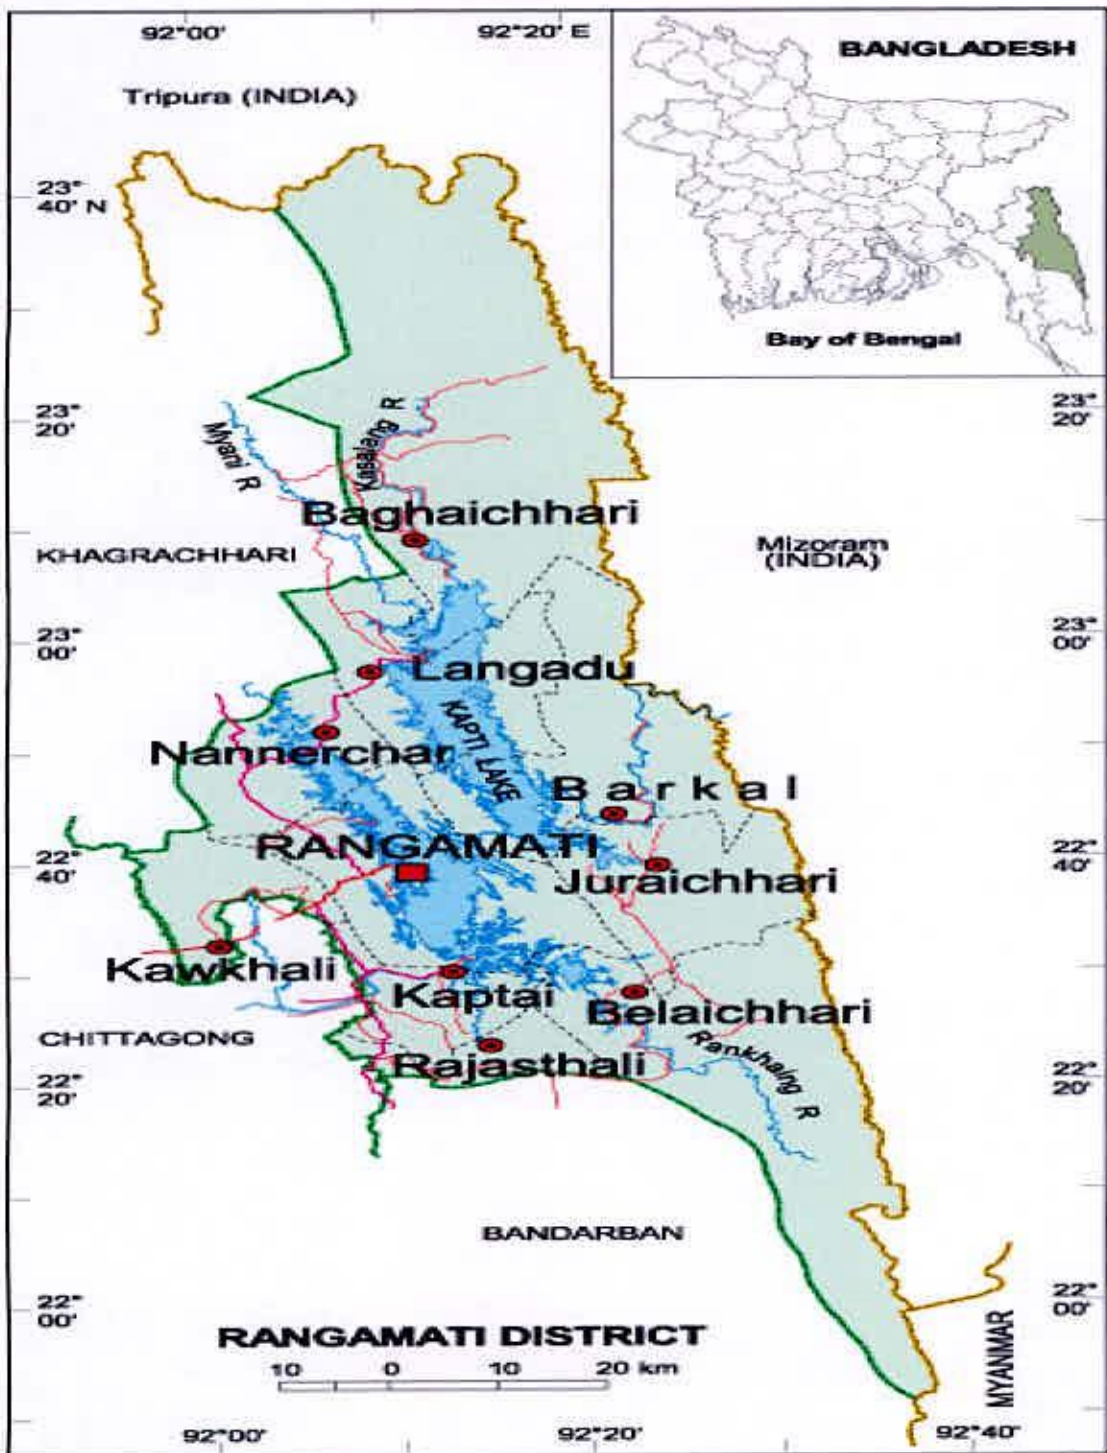 92°00'
92°20' E
BANGLADESH
Tripura (INDIA)
23°
40' N
Bay of Bengal
23°
20'
23°
20'
Myani R
Kasalang R
Baghaichhari
KHAGRACHHARI
Mizoram
(INDIA)
23°
00'
23°
00'
Langadu
KAPTI LAKE
Nannerchar
Barkal
RANGAMATI
22°
40'
22°
40'
Juraichhari
Kawkhali
Kaptai
Belaichhari
CHITTAGONG
Rajasthali
Rankhaing R
22°
20'
22°
20'
BANDARBAN
22°
00'
22°
00'
RANGAMATI DISTRICT
10 0 10 20 km
MYANMAR
92°00'
92°20'
92°40'